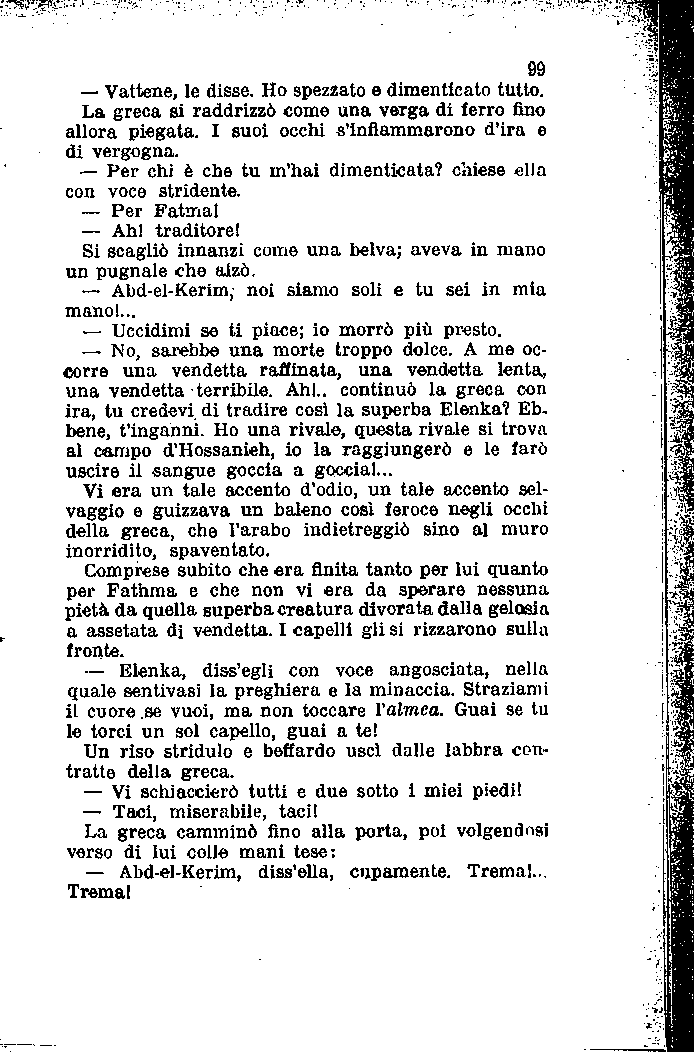 99
— Vattene, le disse. Ho spezzato e dimenticato tutto.
La greca si raddrizzò come una verga di ferro fino
allora piegata. I suoi occhi s'infiammarono d'ira e
di vergogna.
— Per chi è che tu m'hai dimenticata? chiese ella
con voce stridente.
— Per Fatma!
— Ah! traditore!
Si scagliò innanzi come una belva; aveva in mano
un pugnale che alzò.
— Abd-el-Kerim, noi siamo soli e tu sei in mia
mano!...
— Uccidimi se ti piace; io morrò più presto.
— No, sarebbe una morte troppo dolce. A me oc-
corre una vendetta raffinata, una vendetta lenta,
una vendetta terribile. Ah!.. continuò la greca con
ira, tu credevi di tradire così la superba Elenka? Eb-
bene, t'inganni. Ho una rivale, questa rivale si trova
al campo d'Hossanieh, io la raggiungerò e le farò
uscire il sangue goccia a goccia!...
Vi era un tale accento d'odio, un tale accento sel-
vaggio e guizzava un baleno così feroce negli occhi
della greca, che l'arabo indietreggiò sino al muro
inorridito, spaventato.
Comprese subito che era finita tanto per lui quanto
per Fathma e che non vi era da sperare nessuna
pietà da quella superba creatura divorata dalla gelosia
a assetata di vendetta. I capelli gli si rizzarono sulla
fronte.
— Elenka, diss'egli con voce angosciata, nella
quale sentivasi la preghiera e la minaccia. Straziami
il cuore se vuoi, ma non toccare l'almea. Guai se tu
le torci un sol capello, guai a te!
Un riso stridulo e beffardo uscì dalle labbra con-
tratte della greca.
— Vi schiaccierò tutti e due sotto i miei piedi!
— Taci, miserabile, taci!
La greca camminò fino alla porta, poi volgendosi
verso di lui colle mani tese:
— Abd-el-Kerim, diss'ella, cupamente. Trema!...
Trema!